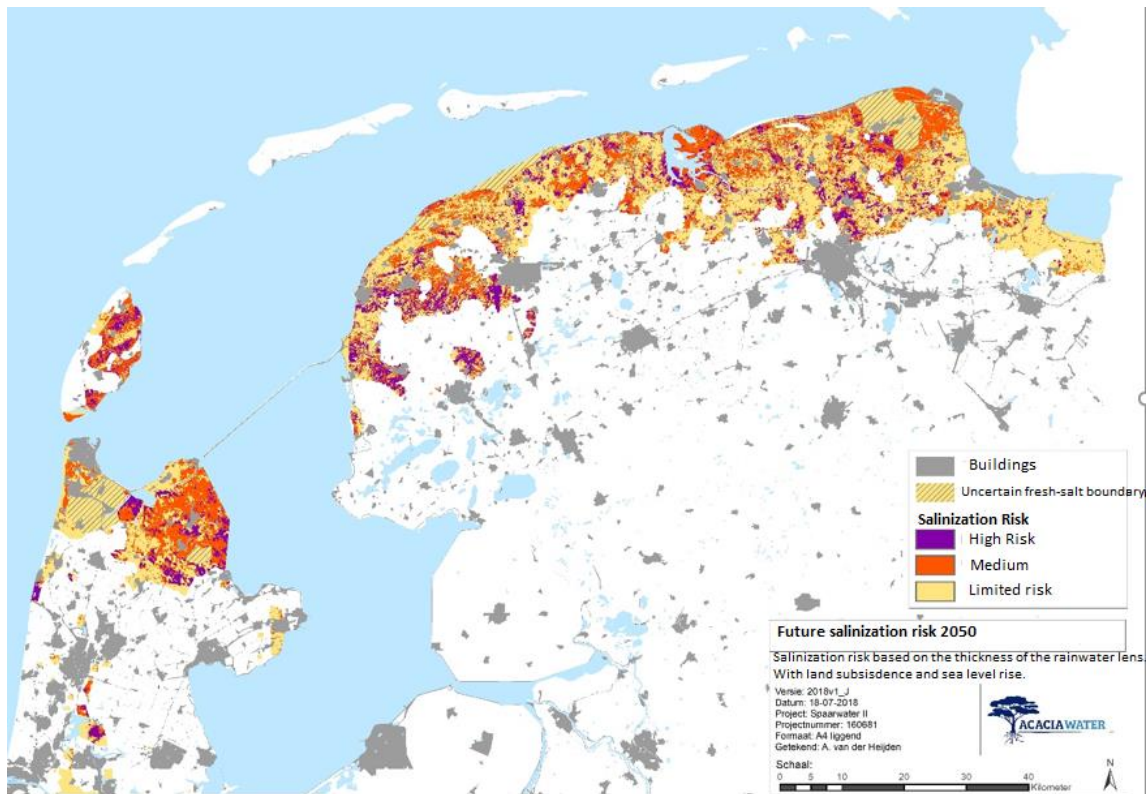 Buildings
Uncertain fresh-salt boundary
Salinization Risk
High Risk
Medium
Limited risk
Future salinization risk 2050
Salinization risk based on the thickness of the rainwater lens.
With land subsisdence and sea level rise.
Versie: 2018v1_J
Datum: 18-07-2018
Project: Spaarwater II
Projectnummer: 160681
Formaat: A4 liggend
Getekend: A. van der Heijden
ACACIAWATER
Schaal:
N
0 5 10 20 30 40
Kilometer